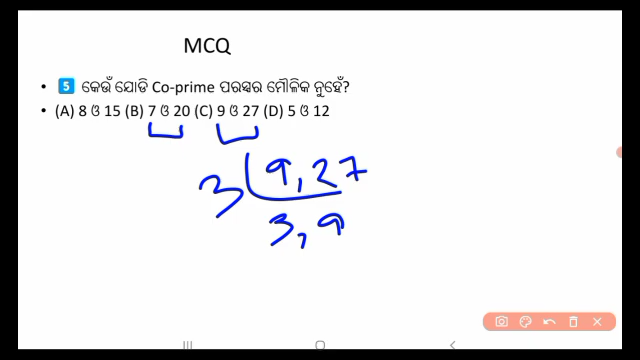 MCQ
• 5 କେଉଁ ଯୋଡି Co-prime ପରସ୍ପର ମୌଳିକ ନୁହେଁ?
• (A) 8 ଓ 15 (B) 7 ଓ 20 (C) 9 ଓ 27 (D) 5 ଓ 12
3 9, 27
3, 9